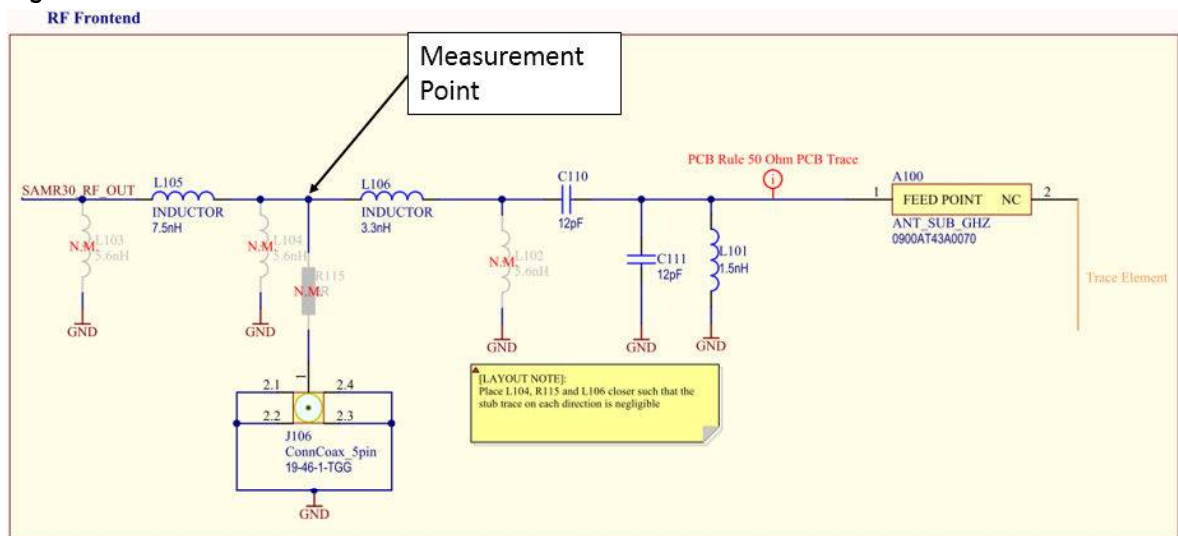 RF Frontend
Measurement
Point
PCB Rule 50 Ohm PCB Trace
SAMR30_RF_OUT
L105
INDUCTOR
7.5nH
L106
INDUCTOR
3.3nH
C110
12pF
A100
1
FEED POINT NC
2
ANT_SUB_GHZ
0900AT43A0070
N.M.
L103
5.6nH
GND
N.M.
L104
5.6nH
GND
N.M.
R115
N.M.
L102
5.6nH
GND
C111
12pF
GND
L101
1.5nH
GND
Trace Element
[LAYOUT NOTE]:
Place L104, R115 and L106 closer such that the
stub trace on each direction is negligible
1
2.1 2.4
2.2 2.3
J106
ConnCoax_5pin
19-46-1-TGG
GND